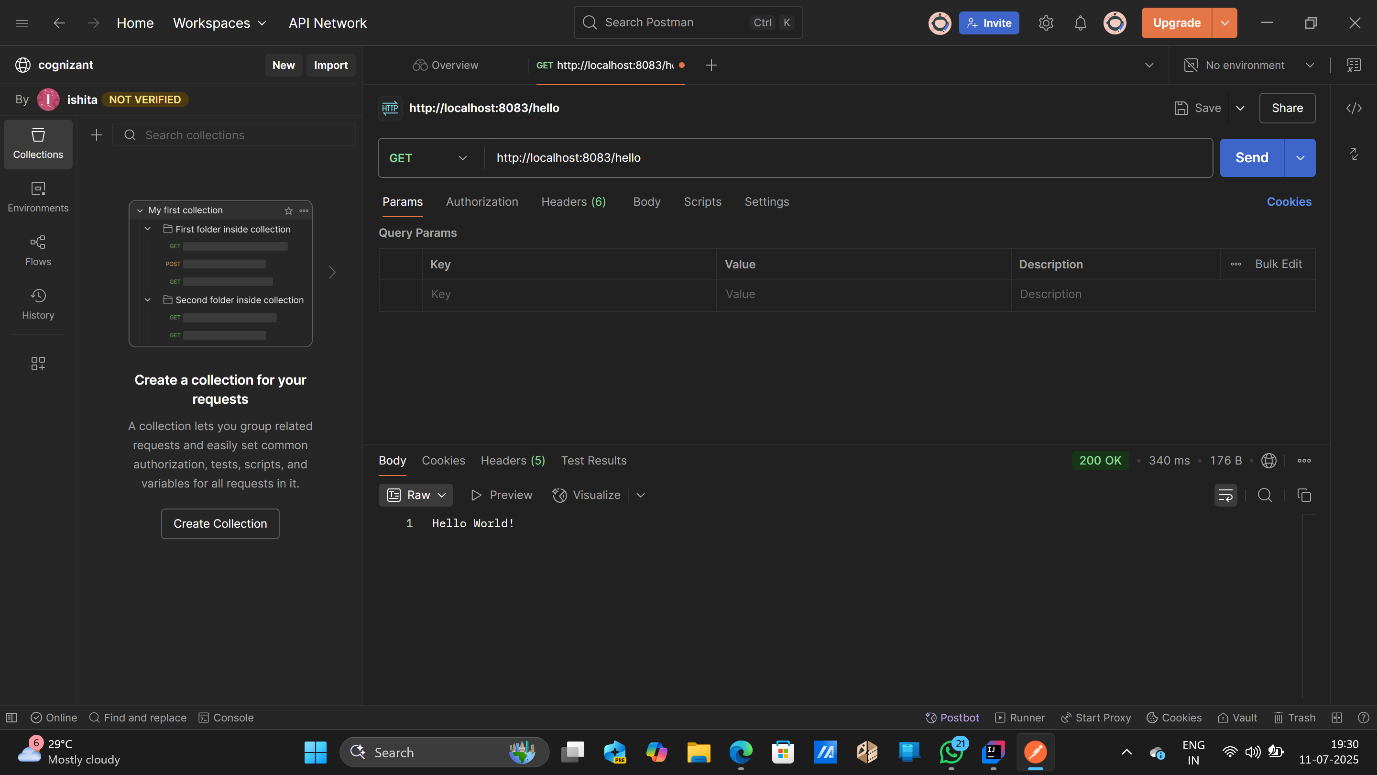 Home Workspaces API Network Search Postman Ctrl K Invite Upgrade
cognizant New Import Overview GET http://localhost:8083/h No environment
By I ishita NOT VERIFIED
HTTP http://localhost:8083/hello Save Share
Collections
Search collections
GET http://localhost:8083/hello Send
Environments
Flows
History
Params Authorization Headers (6) Body Scripts Settings Cookies
Query Params
Key Value Description Bulk Edit
Key Value Description
My first collection
First folder inside collection
GET
POST
GET
Second folder inside collection
GET
GET
Create a collection for your
requests
A collection lets you group related
requests and easily set common
authorization, tests, scripts, and
variables for all requests in it.
Create Collection
Body Cookies Headers (5) Test Results 200 OK 340 ms 176 B
Raw Preview Visualize
1 Hello World!
Online Find and replace Console Postbot Runner Start Proxy Cookies Vault Trash
6 29°C
Mostly cloudy
Search
PRE
21
IJ
ENG
IN
19:30
11-07-2025